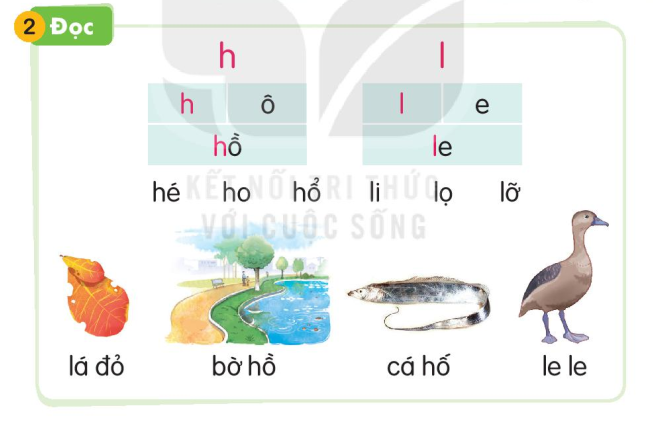 2 Đọc
h l
h ô l e
hồ le
hé ho hổ li lọ lỡ
KẾT NỐI TRI THỨC
VỚI CUỘC SỐNG
lá đỏ bờ hồ cá hố le le